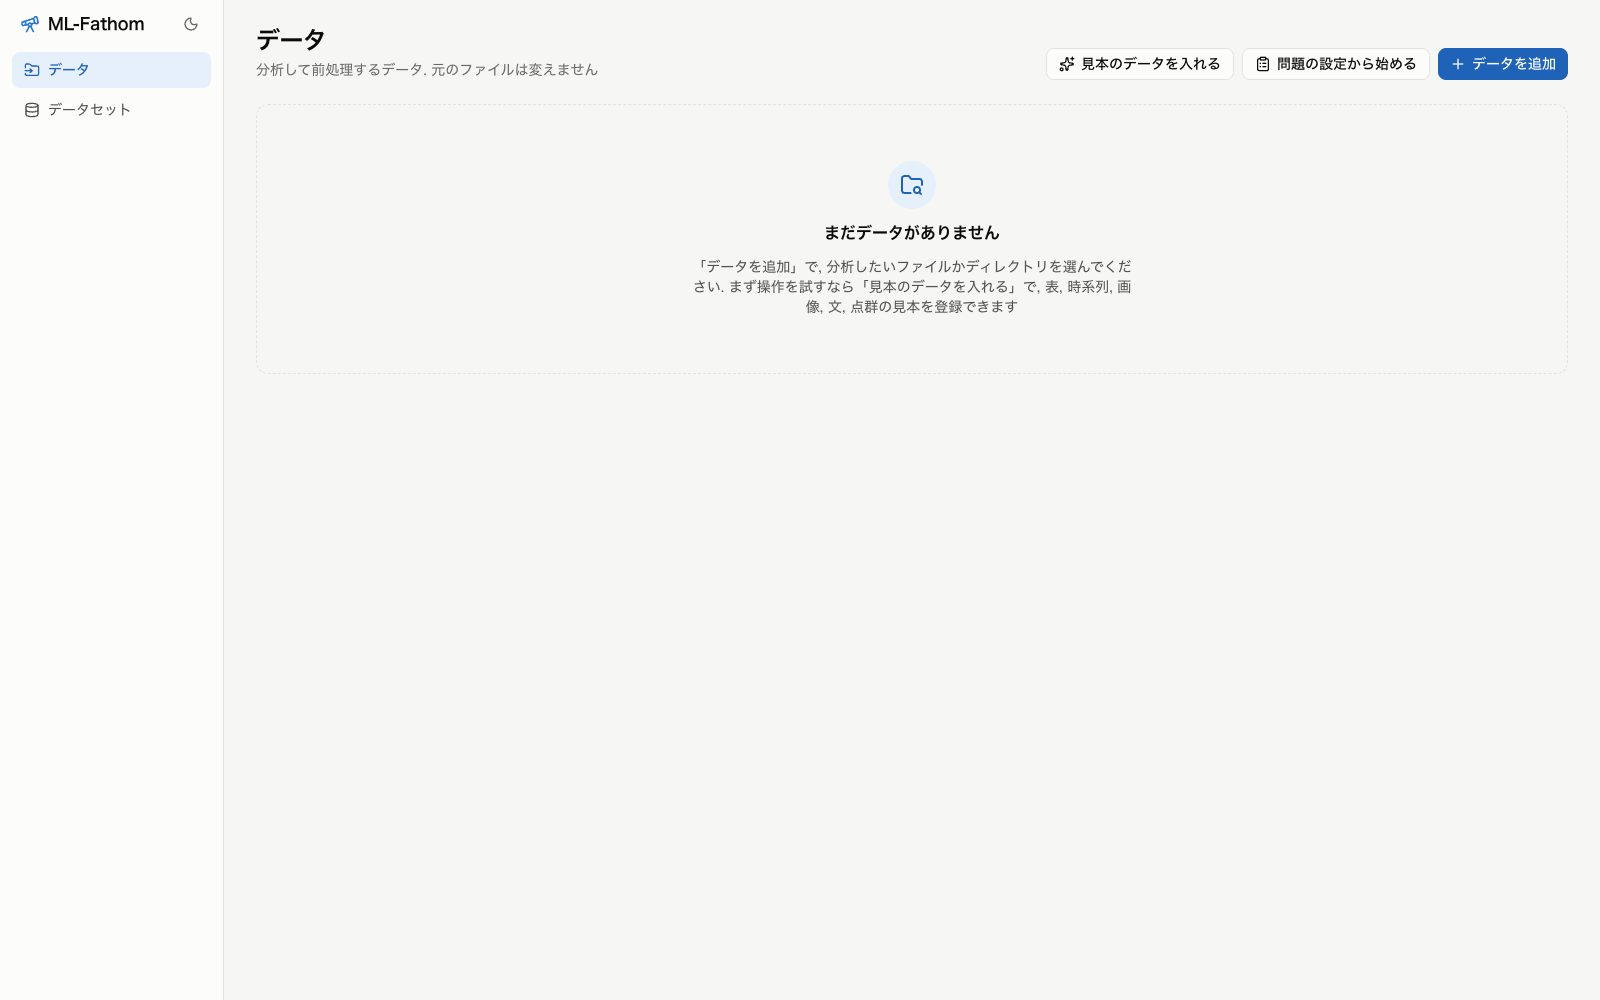 ML-Fathom
データ
データセット
データ
分析して前処理するデータ. 元のファイルは変えません
見本のデータを入れる
問題の設定から始める
データを追加
まだデータがありません
「データを追加」で, 分析したいファイルかディレクトリを選んでくだ
さい. まず操作を試すなら「見本のデータを入れる」で, 表, 時系列, 画
像, 文, 点群の見本を登録できます